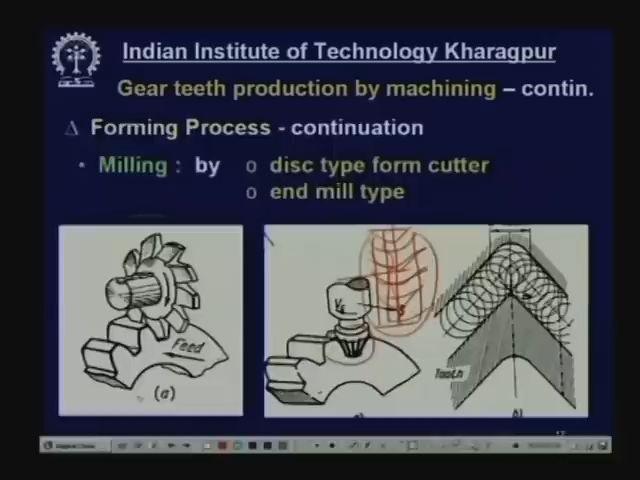 Indian Institute of Technology Kharagpur
Gear teeth production by machining – contin.
Δ Forming Process - continuation
• Milling : by o disc type form cutter
o end mill type
Feed
(a)
Tooth